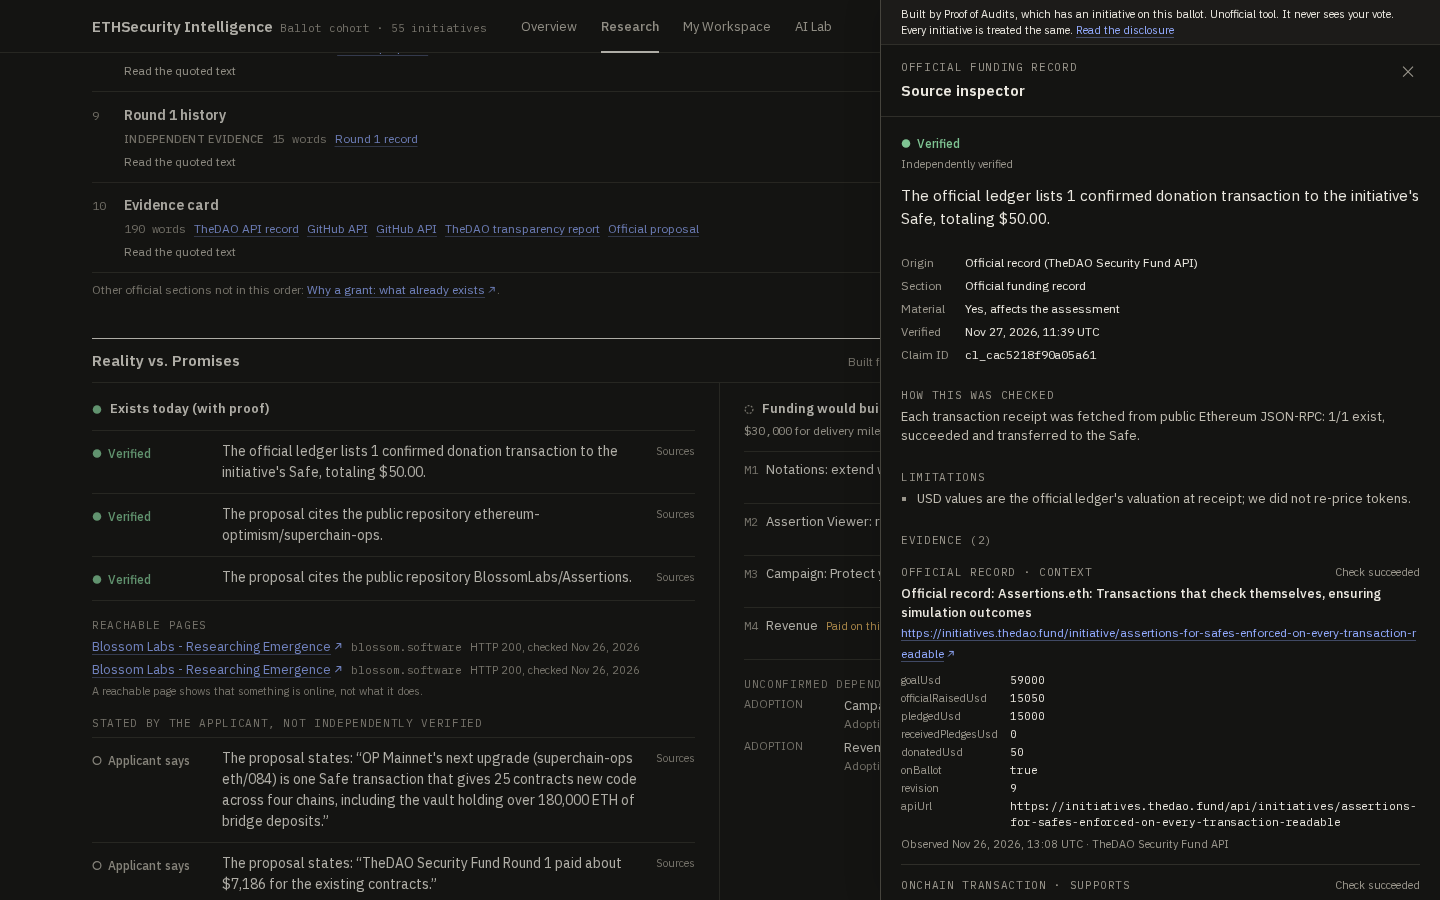 ETHSecurity Intelligence Ballot cohort · 55 initiatives Overview Research My Workspace AI Lab
Read the quoted text
9 Round 1 history
INDEPENDENT EVIDENCE 15 words Round 1 record
Read the quoted text
10 Evidence card
190 words TheDAO API record GitHub API GitHub API TheDAO transparency report Official proposal
Read the quoted text
Other official sections not in this order: Why a grant: what already exists ↗.
Reality vs. Promises Built f
Exists today (with proof)
Verified The official ledger lists 1 confirmed donation transaction to the Sources
initiative's Safe, totaling $50.00.
Verified The proposal cites the public repository ethereum- Sources
optimism/superchain-ops.
Verified The proposal cites the public repository BlossomLabs/Assertions. Sources
REACHABLE PAGES
Blossom Labs - Researching Emergence ↗ blossom.software HTTP 200, checked Nov 26, 2026
Blossom Labs - Researching Emergence ↗ blossom.software HTTP 200, checked Nov 26, 2026
A reachable page shows that something is online, not what it does.
STATED BY THE APPLICANT, NOT INDEPENDENTLY VERIFIED
Applicant says The proposal states: “OP Mainnet's next upgrade (superchain-ops Sources
eth/084) is one Safe transaction that gives 25 contracts new code
across four chains, including the vault holding over 180,000 ETH of
bridge deposits.”
Applicant says The proposal states: “TheDAO Security Fund Round 1 paid about Sources
$7,186 for the existing contracts.”
Funding would bui
$30,000 for delivery mile
M1 Notations: extend w
M2 Assertion Viewer: r
M3 Campaign: Protect y
M4 Revenue Paid on thi
UNCONFIRMED DEPEND
ADOPTION Campa
Adopti
ADOPTION Reven
Adopti
Built by Proof of Audits, which has an initiative on this ballot. Unofficial tool. It never sees your vote.
Every initiative is treated the same. Read the disclosure
OFFICIAL FUNDING RECORD
Source inspector
Verified
Independently verified
The official ledger lists 1 confirmed donation transaction to the initiative's
Safe, totaling $50.00.
Origin Official record (TheDAO Security Fund API)
Section Official funding record
Material Yes, affects the assessment
Verified Nov 27, 2026, 11:39 UTC
Claim ID cl_cac5218f90a05a61
HOW THIS WAS CHECKED
Each transaction receipt was fetched from public Ethereum JSON-RPC: 1/1 exist,
succeeded and transferred to the Safe.
LIMITATIONS
▪ USD values are the official ledger's valuation at receipt; we did not re-price tokens.
EVIDENCE (2)
OFFICIAL RECORD · CONTEXT Check succeeded
Official record: Assertions.eth: Transactions that check themselves, ensuring
simulation outcomes
https://initiatives.thedao.fund/initiative/assertions-for-safes-enforced-on-every-transaction-r
eadable ↗
goalUsd 59000
officialRaisedUsd 15050
pledgedUsd 15000
receivedPledgesUsd 0
donatedUsd 50
onBallot true
revision 9
apiUrl https://initiatives.thedao.fund/api/initiatives/assertions-
for-safes-enforced-on-every-transaction-readable
Observed Nov 26, 2026, 13:08 UTC · TheDAO Security Fund API
ONCHAIN TRANSACTION · SUPPORTS Check succeeded